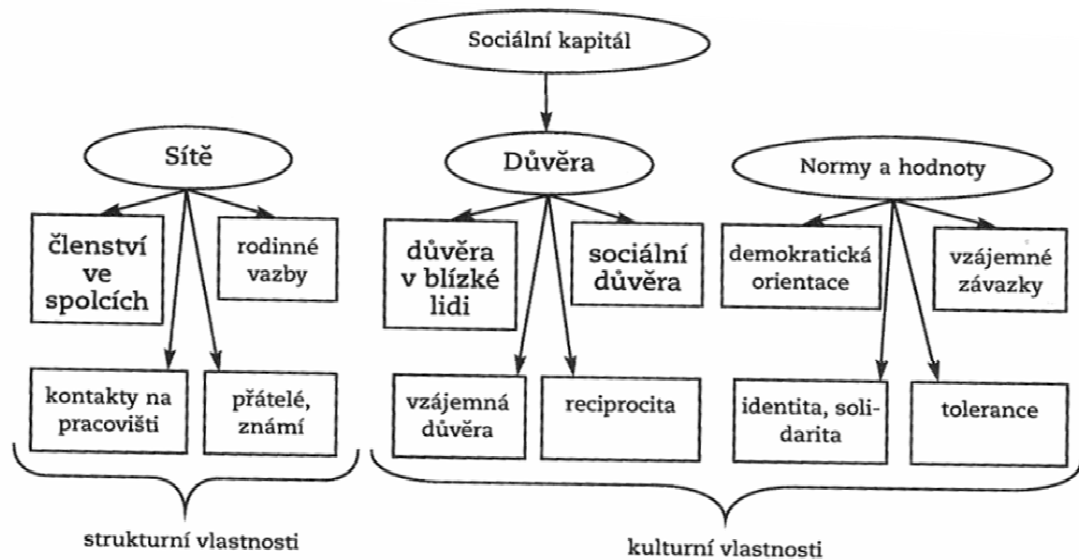 Sociální kapitál
Sítě
Důvěra
Normy a hodnoty
členství
ve
spolcích
rodinné
vazby
důvěra
v blízké
lidi
sociální
důvěra
demokratická
orientace
vzájemné
závazky
kontakty na
pracovišti
přátelé,
známí
vzájemná
důvěra
reciprocita
identita, soli-
darita
tolerance
strukturní vlastnosti
kulturní vlastnosti